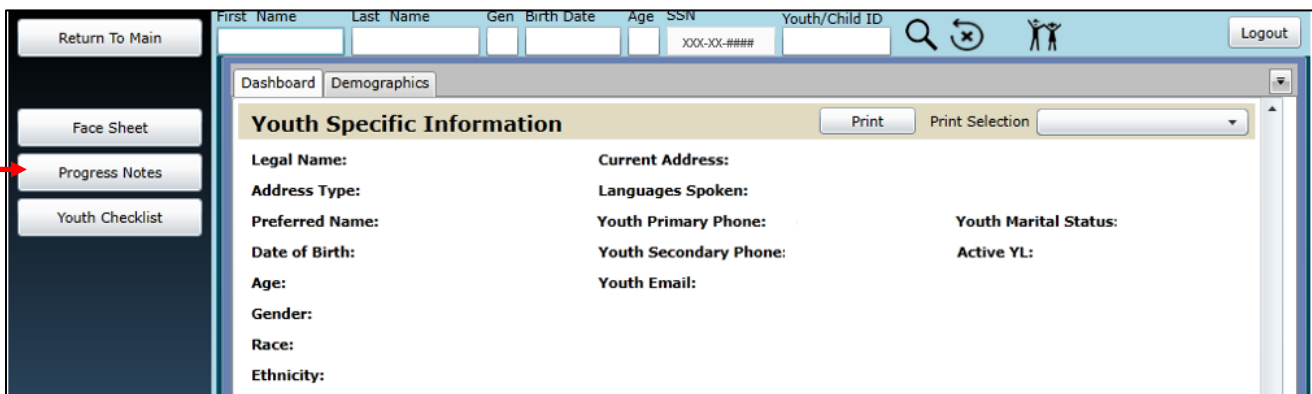 Return To Main
Face Sheet
Progress Notes
Youth Checklist
First Name Last Name Gen Birth Date Age SSN Youth/Child ID
XXX-XX-####
Logout
Dashboard Demographics
Youth Specific Information Print Print Selection
Legal Name: Current Address:
Address Type: Languages Spoken:
Preferred Name: Youth Primary Phone: Youth Marital Status:
Date of Birth: Youth Secondary Phone: Active YL:
Age: Youth Email:
Gender:
Race:
Ethnicity: